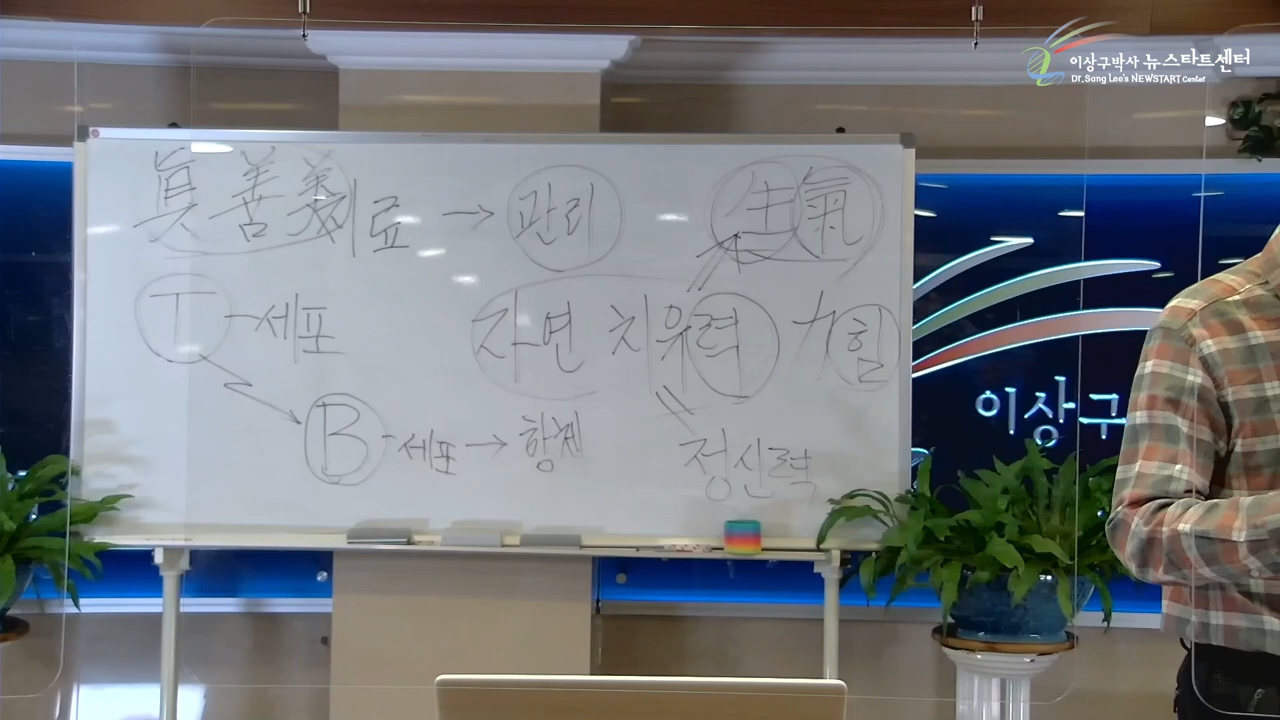 이상구박사 뉴스타트센터
Dr. Sang Lee's NEWSTART Center
眞 善 美 치료 → 관리 生氣
T-세포 자연 치유력 力 힘
B-세포 → 항체 정신력
이상구